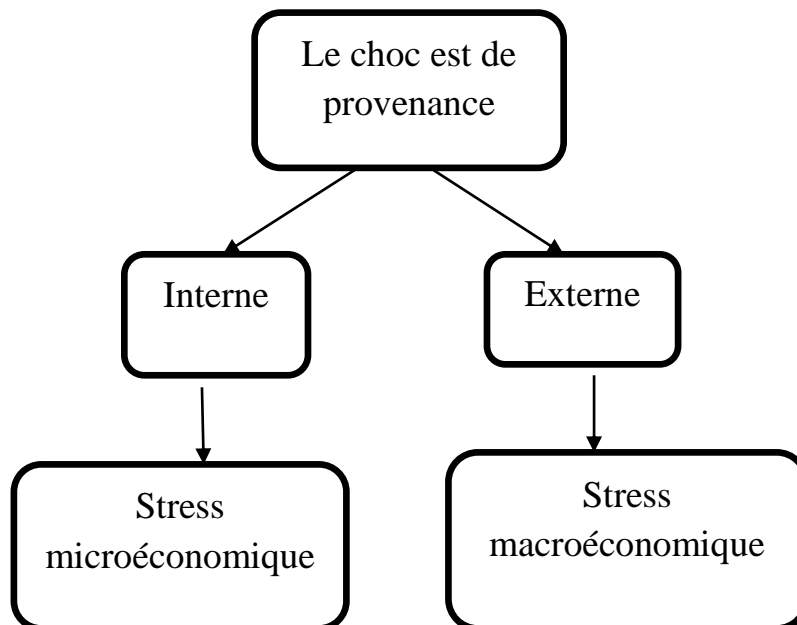 Le choc est de
provenance
Interne
Externe
Stress
microéconomique
Stress
macroéconomique